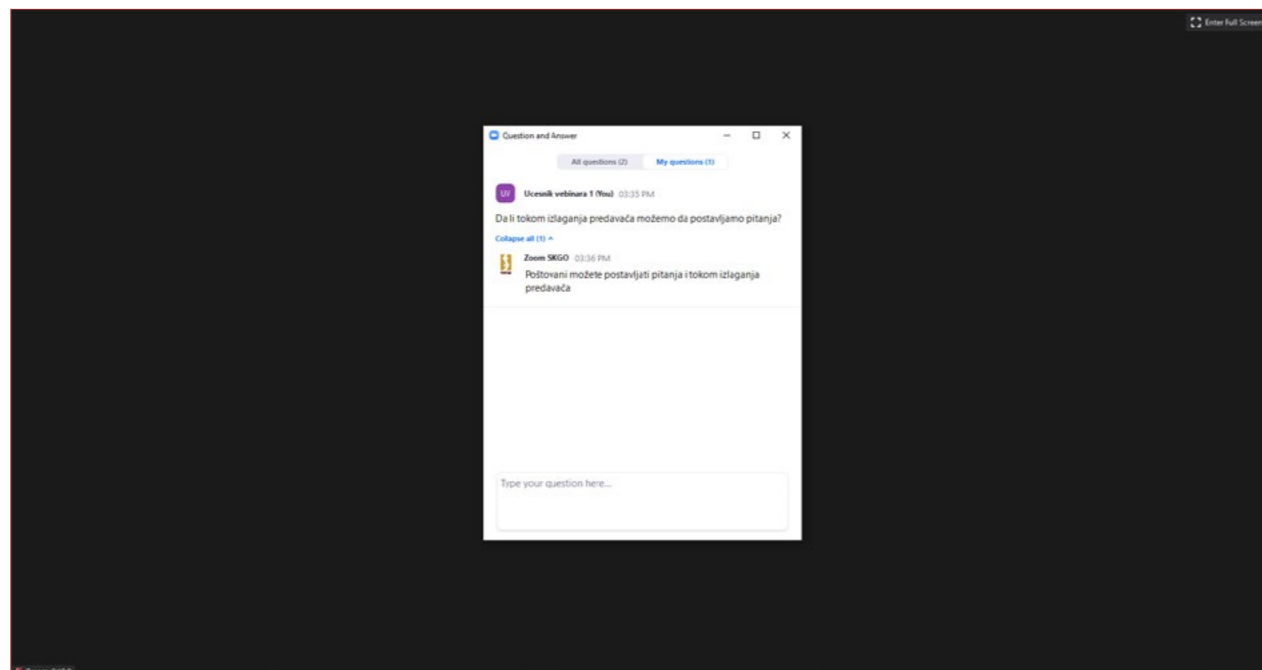 Enter Full Screen
Question and Answer
All questions (2) My questions (1)
UV Ucesnik vebinara 1 (You) 03:35 PM
Da li tokom izlaganja predavača možemo da postavljamo pitanja?
Collapse all (1)
Zoom SKGO 03:36 PM
Poštovani možete postavljati pitanja i tokom izlaganja
predavača
Type your question here...
Zoom SKGO